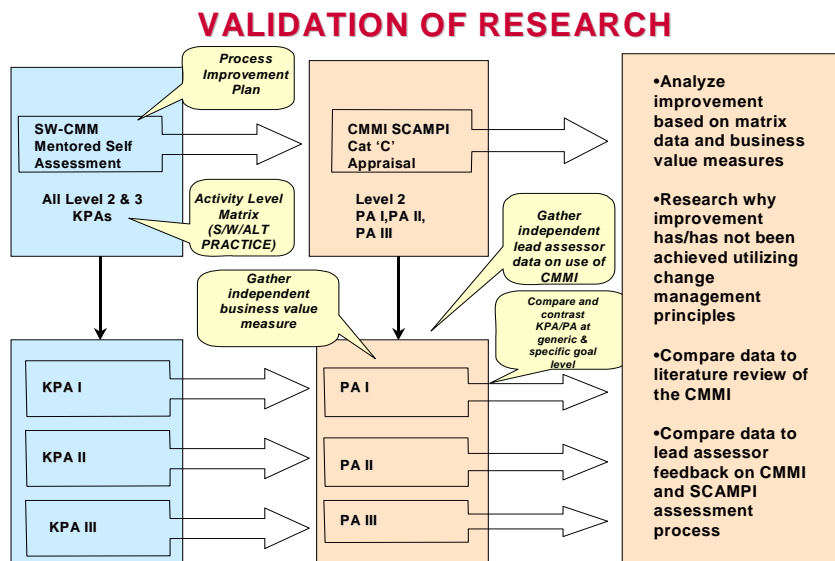 VALIDATION OF RESEARCH
Process
Improvement
Plan
SW-CMM
Mentored Self
Assessment
All Level 2 & 3
KPAs
Activity Level
Matrix
(S/W/ALT
PRACTICE)
CMMI SCAMPI
Cat ‘C’
Appraisal
Level 2
PA I,PA II,
PA III
Gather
independent
lead assessor
data on use of
CMMI
Gather
independent
business value
measure
Compare and
contrast
KPA/PA at
generic &
specific goal
level
KPA I
KPA II
KPA III
PA I
PA II
PA III
•Analyze
improvement
based on matrix
data and business
value measures
•Research why
improvement
has/has not been
achieved utilizing
change
management
principles
•Compare data to
literature review of
the CMMI
•Compare data to
lead assessor
feedback on CMMI
and SCAMPI
assessment
process